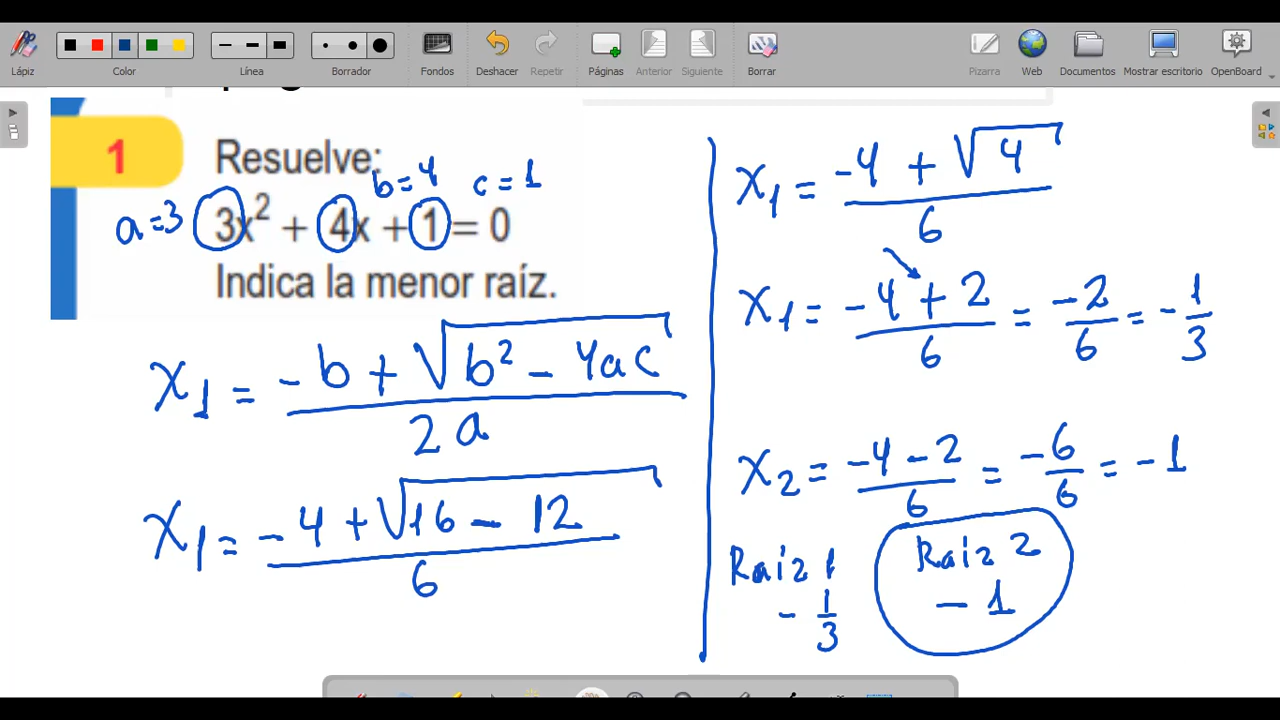 Lápiz Color Línea Borrador Fondos Deshacer Repetir Páginas Anterior Siguiente Borrar Pizarra Web Documentos Mostrar escritorio OpenBoard
1
Resuelve:
b=4 c=1
a=3 3x² + 4x + 1 = 0
Indica la menor raíz.
X₁ = (-b + √(b² - 4ac)) / 2a
X₁ = (-4 + √(16 - 12)) / 6
X₁ = (-4 + √4) / 6
X₁ = (-4 + 2) / 6 = -2/6 = -1/3
X₂ = (-4 - 2) / 6 = -6/6 = -1
Raiz 1 Raiz 2
-1/3 -1